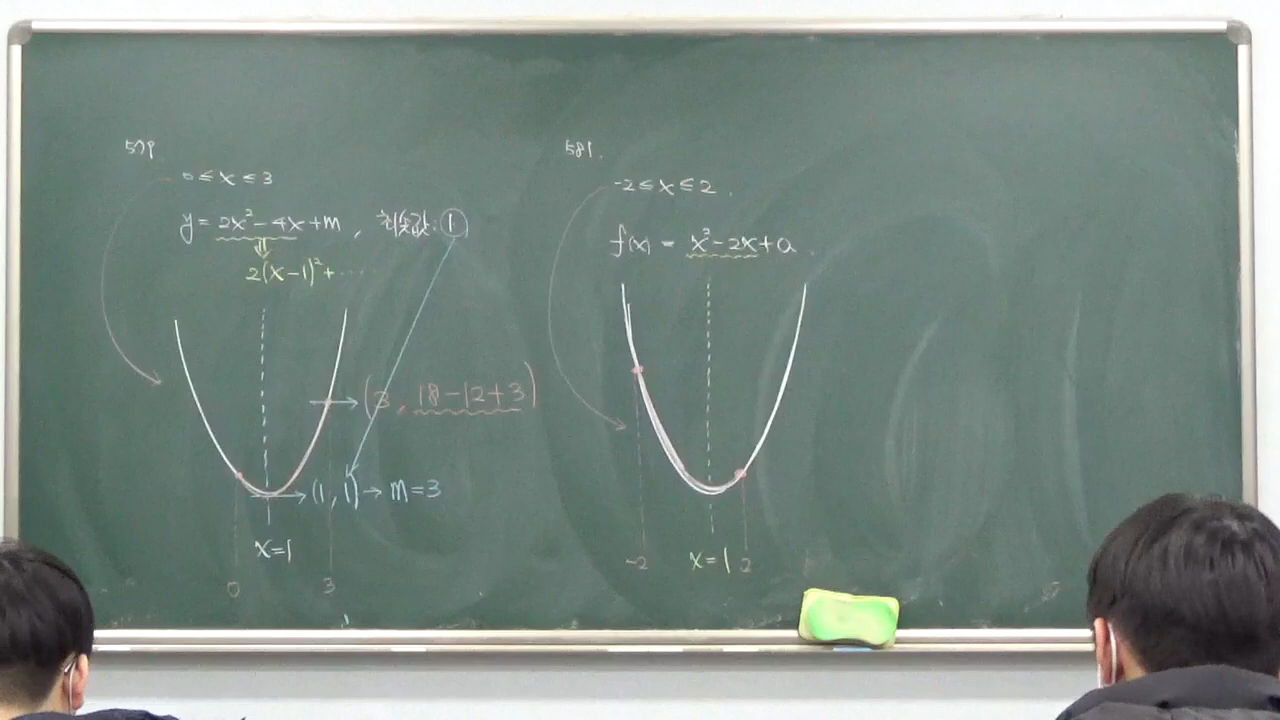 579.
0 ≤ x ≤ 3
y = 2x² - 4x + m , 최솟값: ①
2(x-1)² + ····
(3, 18-12+3)
(1, 1) → m = 3
x=1
0 3
581.
-2 ≤ x ≤ 2 .
f(x) = x² - 2x + a .
-2 x=1 2